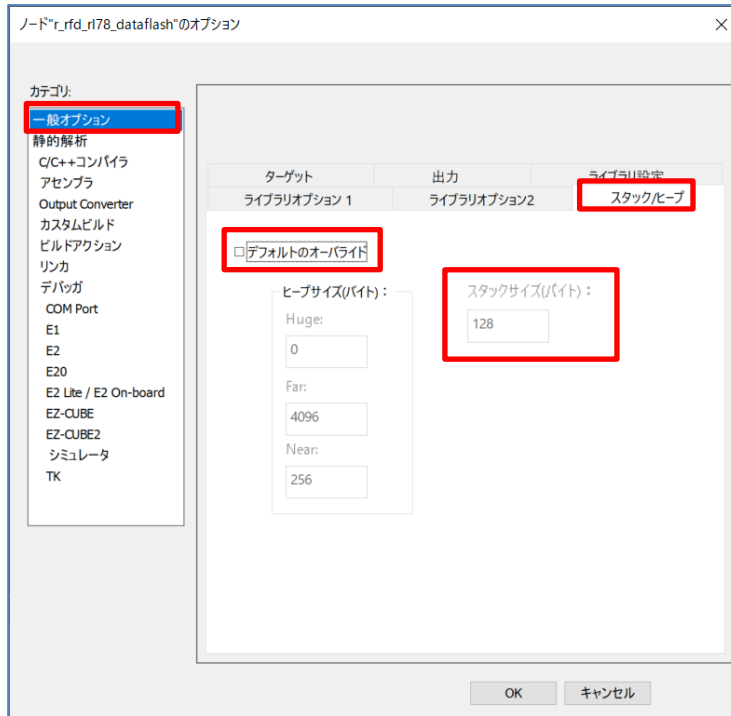 ノード"r_rfd_rl78_dataflash"のオプション
カテゴリ:
一般オプション
静的解析
C/C++コンパイラ
アセンブラ
Output Converter
カスタムビルド
ビルドアクション
リンカ
デバッガ
COM Port
E1
E2
E20
E2 Lite / E2 On-board
EZ-CUBE
EZ-CUBE2
シミュレータ
TK
ターゲット
出力
ライブラリ設定
ライブラリオプション 1
ライブラリオプション2
スタック/ヒープ
デフォルトのオーバライド
ヒープサイズ(バイト)：
Huge:
0
Far:
4096
Near:
256
スタックサイズ(バイト)：
128
OK
キャンセル